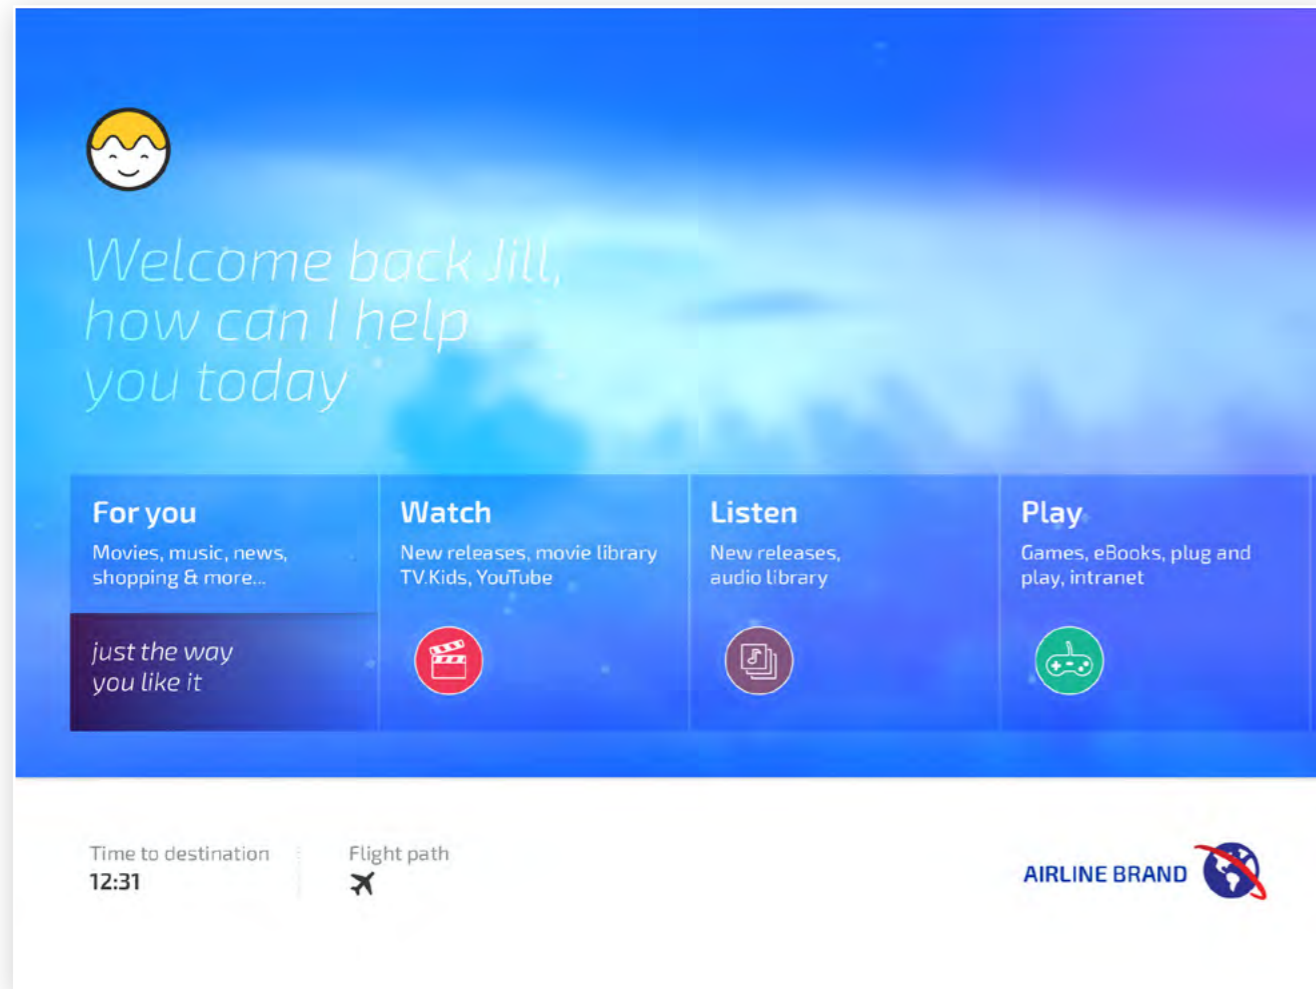 Welcome back Jill,
how can I help
you today
For you
Movies, music, news,
shopping & more...
just the way
you like it
Watch
New releases, movie library
TV.Kids, YouTube
Listen
New releases,
audio library
Play
Games, eBooks, plug and
play, intranet
Time to destination
12:31
Flight path
AIRLINE BRAND